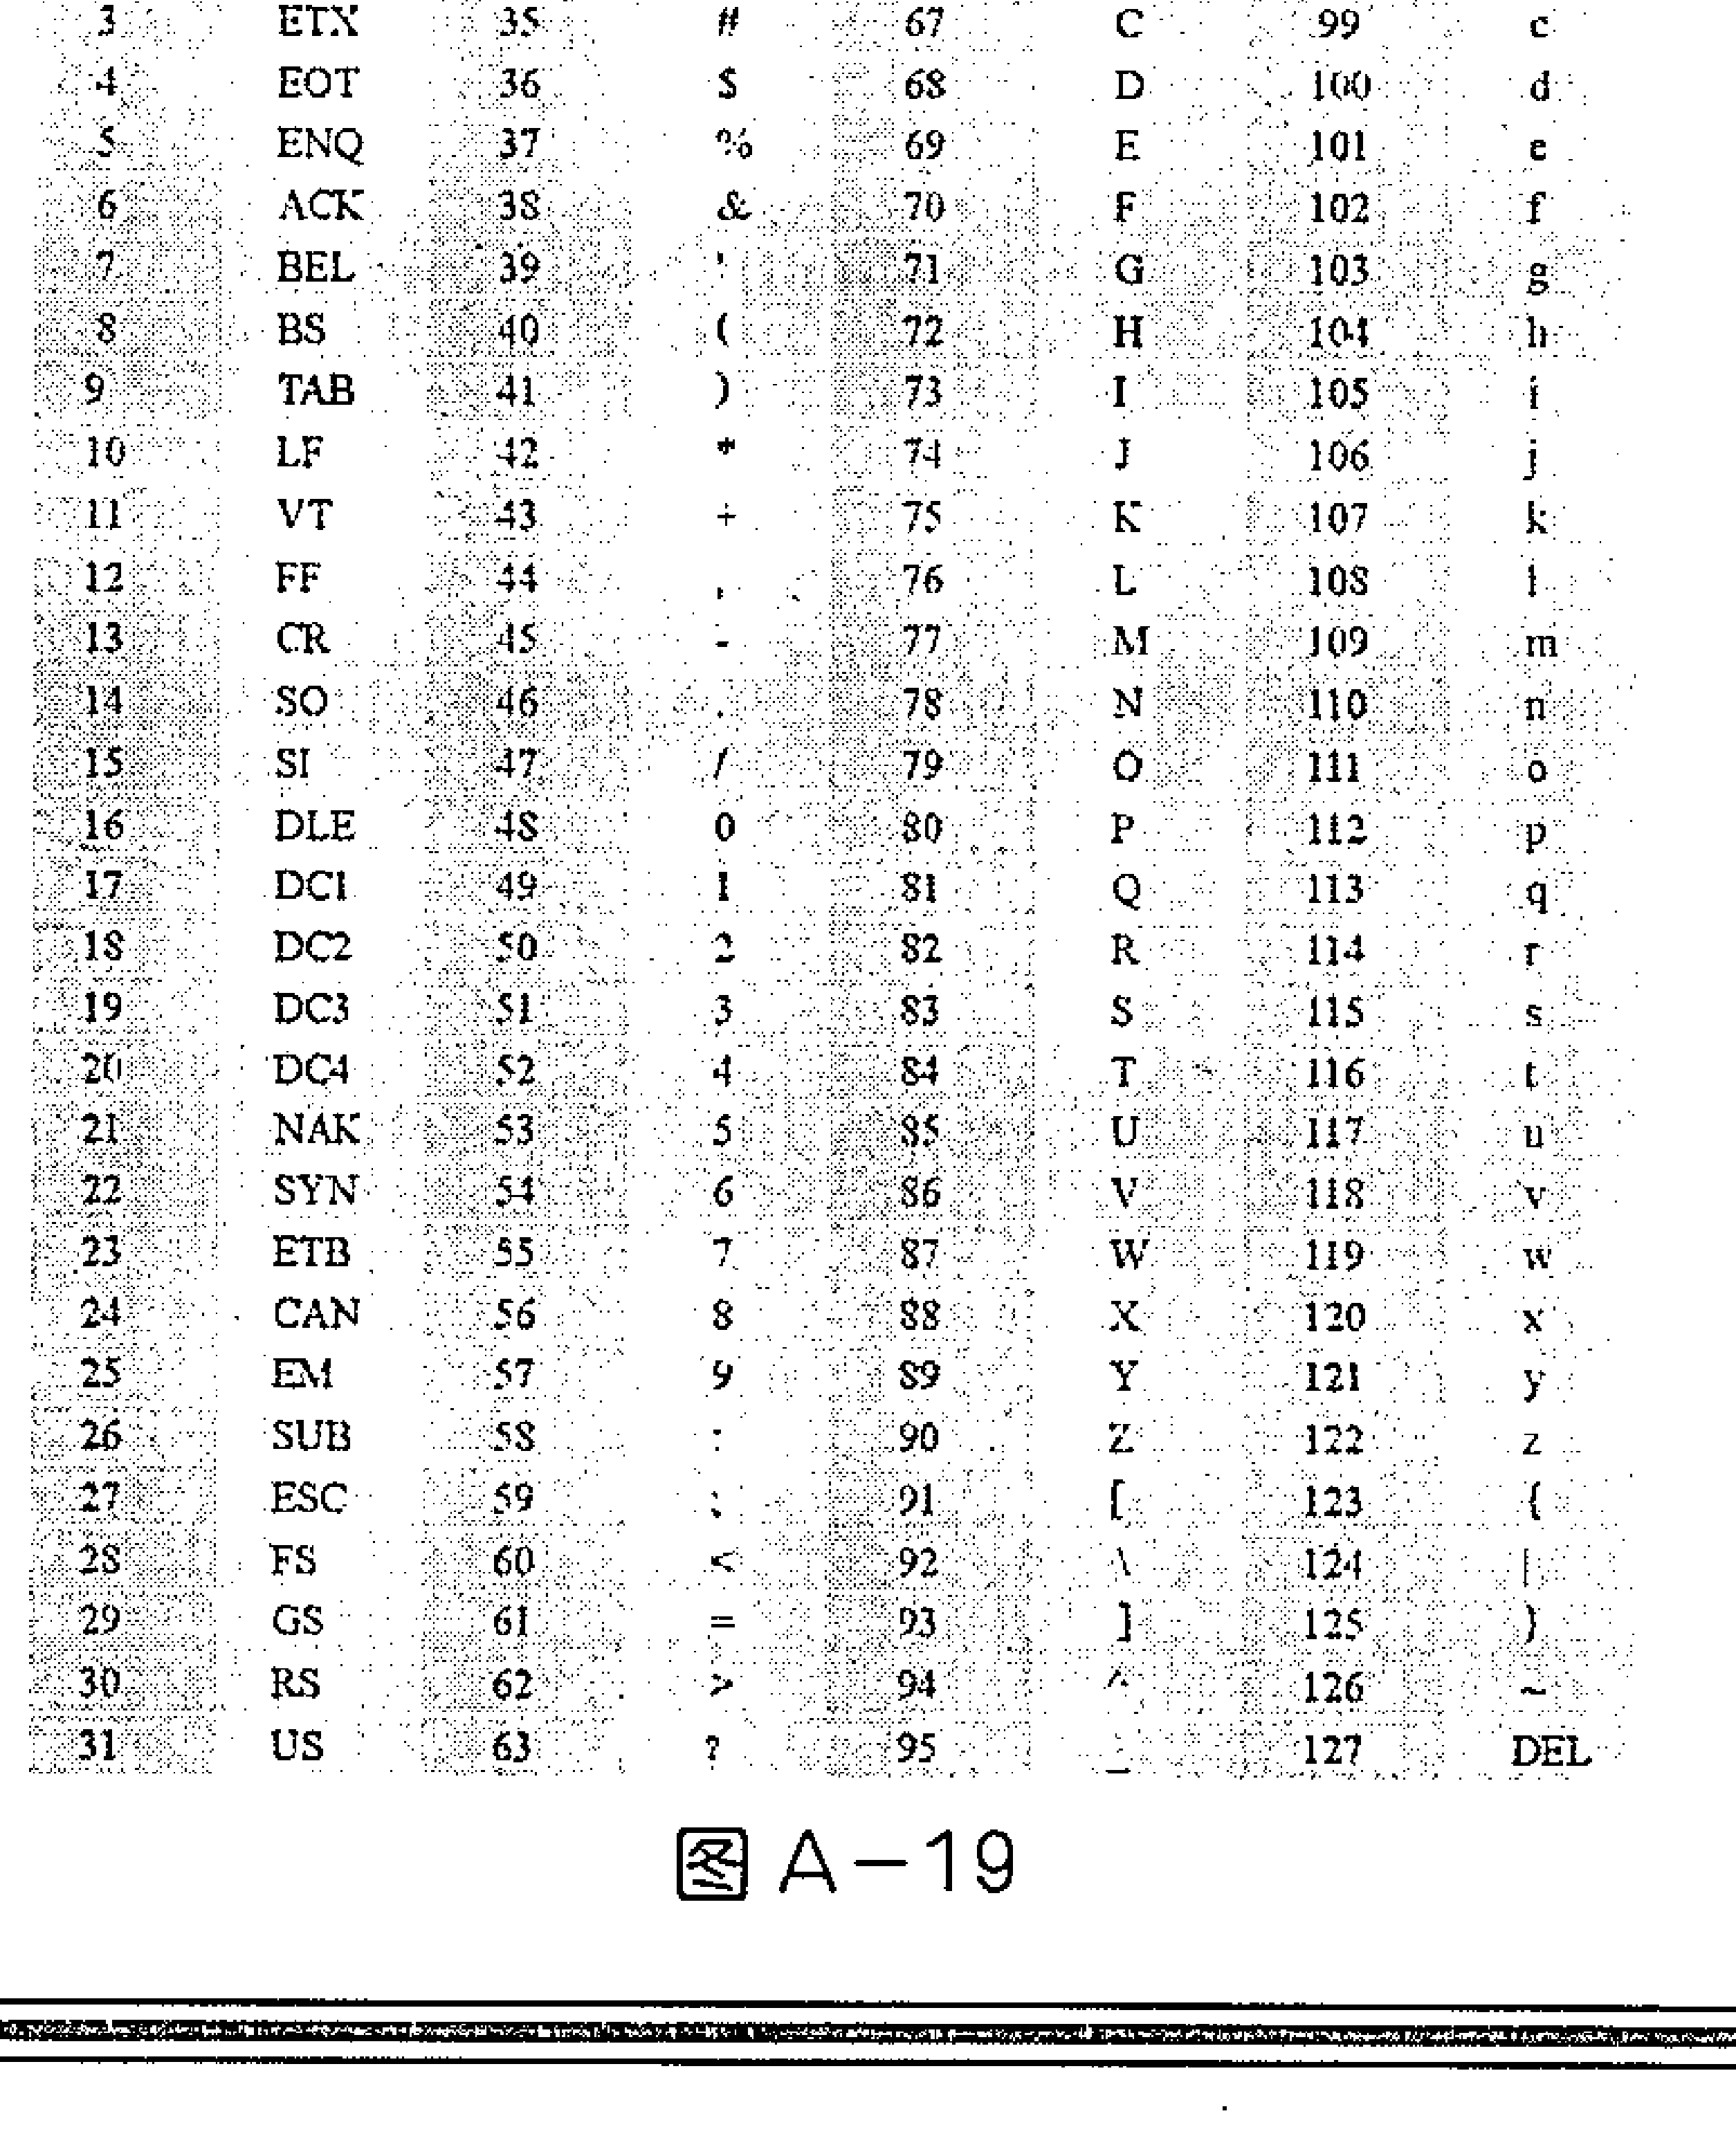 3 ETX 35 # 67 C 99 c
4 EOT 36 $ 68 D 100 d
5 ENQ 37 % 69 E 101 e
6 ACK 38 & 70 F 102 f
7 BEL 39 ' 71 G 103 g
8 BS 40 ( 72 H 104 h
9 TAB 41 ) 73 I 105 i
10 LF 42 * 74 J 106 j
11 VT 43 + 75 K 107 k
12 FF 44 , 76 L 108 l
13 CR 45 - 77 M 109 m
14 SO 46 . 78 N 110 n
15 SI 47 / 79 O 111 o
16 DLE 48 0 80 P 112 p
17 DC1 49 1 81 Q 113 q
18 DC2 50 2 82 R 114 r
19 DC3 51 3 83 S 115 s
20 DC4 52 4 84 T 116 t
21 NAK 53 5 85 U 117 u
22 SYN 54 6 86 V 118 v
23 ETB 55 7 87 W 119 w
24 CAN 56 8 88 X 120 x
25 EM 57 9 89 Y 121 y
26 SUB 58 : 90 Z 122 z
27 ESC 59 ; 91 [ 123 {
28 FS 60 < 92 \ 124 |
29 GS 61 = 93 ] 125 }
30 RS 62 > 94 ^ 126 ~
31 US 63 ? 95 _ 127 DEL
图 A-19